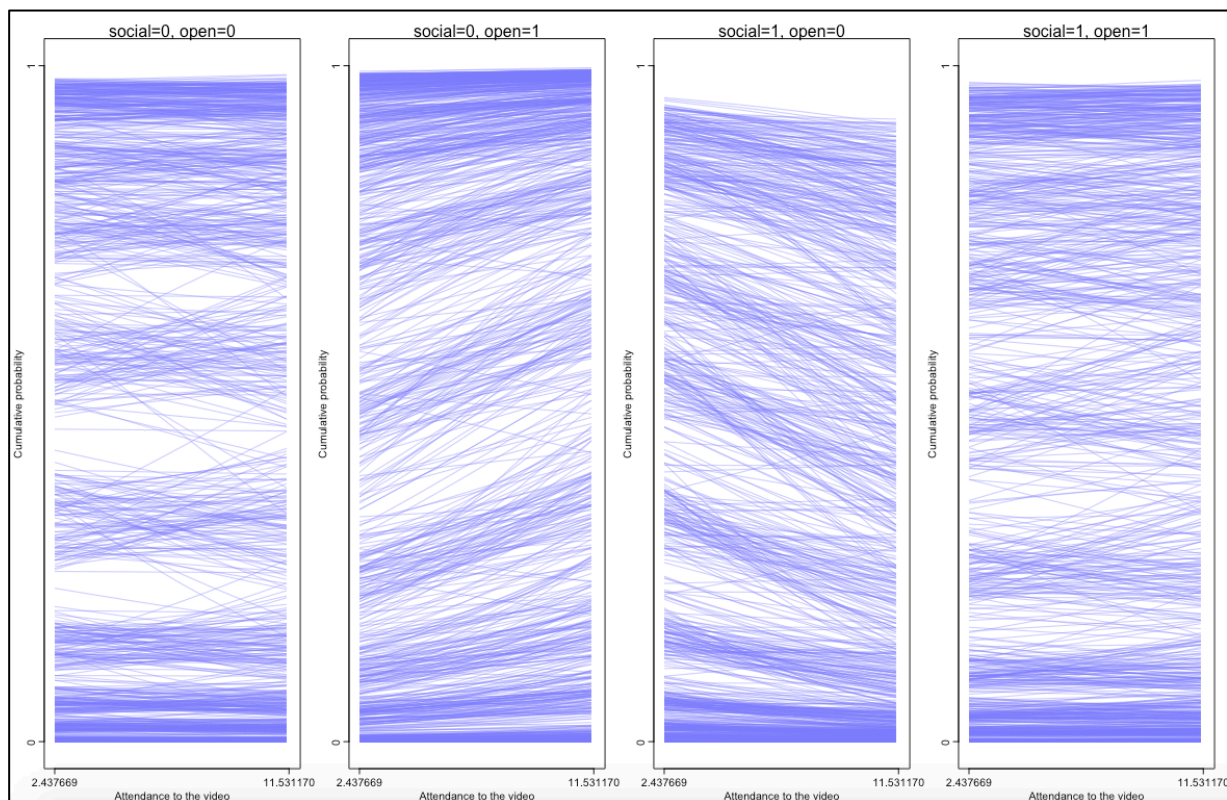 social=0, open=0
1
Cumulative probability
0
2.437669 11.531170
Attendance to the video
social=0, open=1
1
Cumulative probability
0
2.437669 11.531170
Attendance to the video
social=1, open=0
1
Cumulative probability
0
2.437669 11.531170
Attendance to the video
social=1, open=1
1
Cumulative probability
0
2.437669 11.531170
Attendance to the video